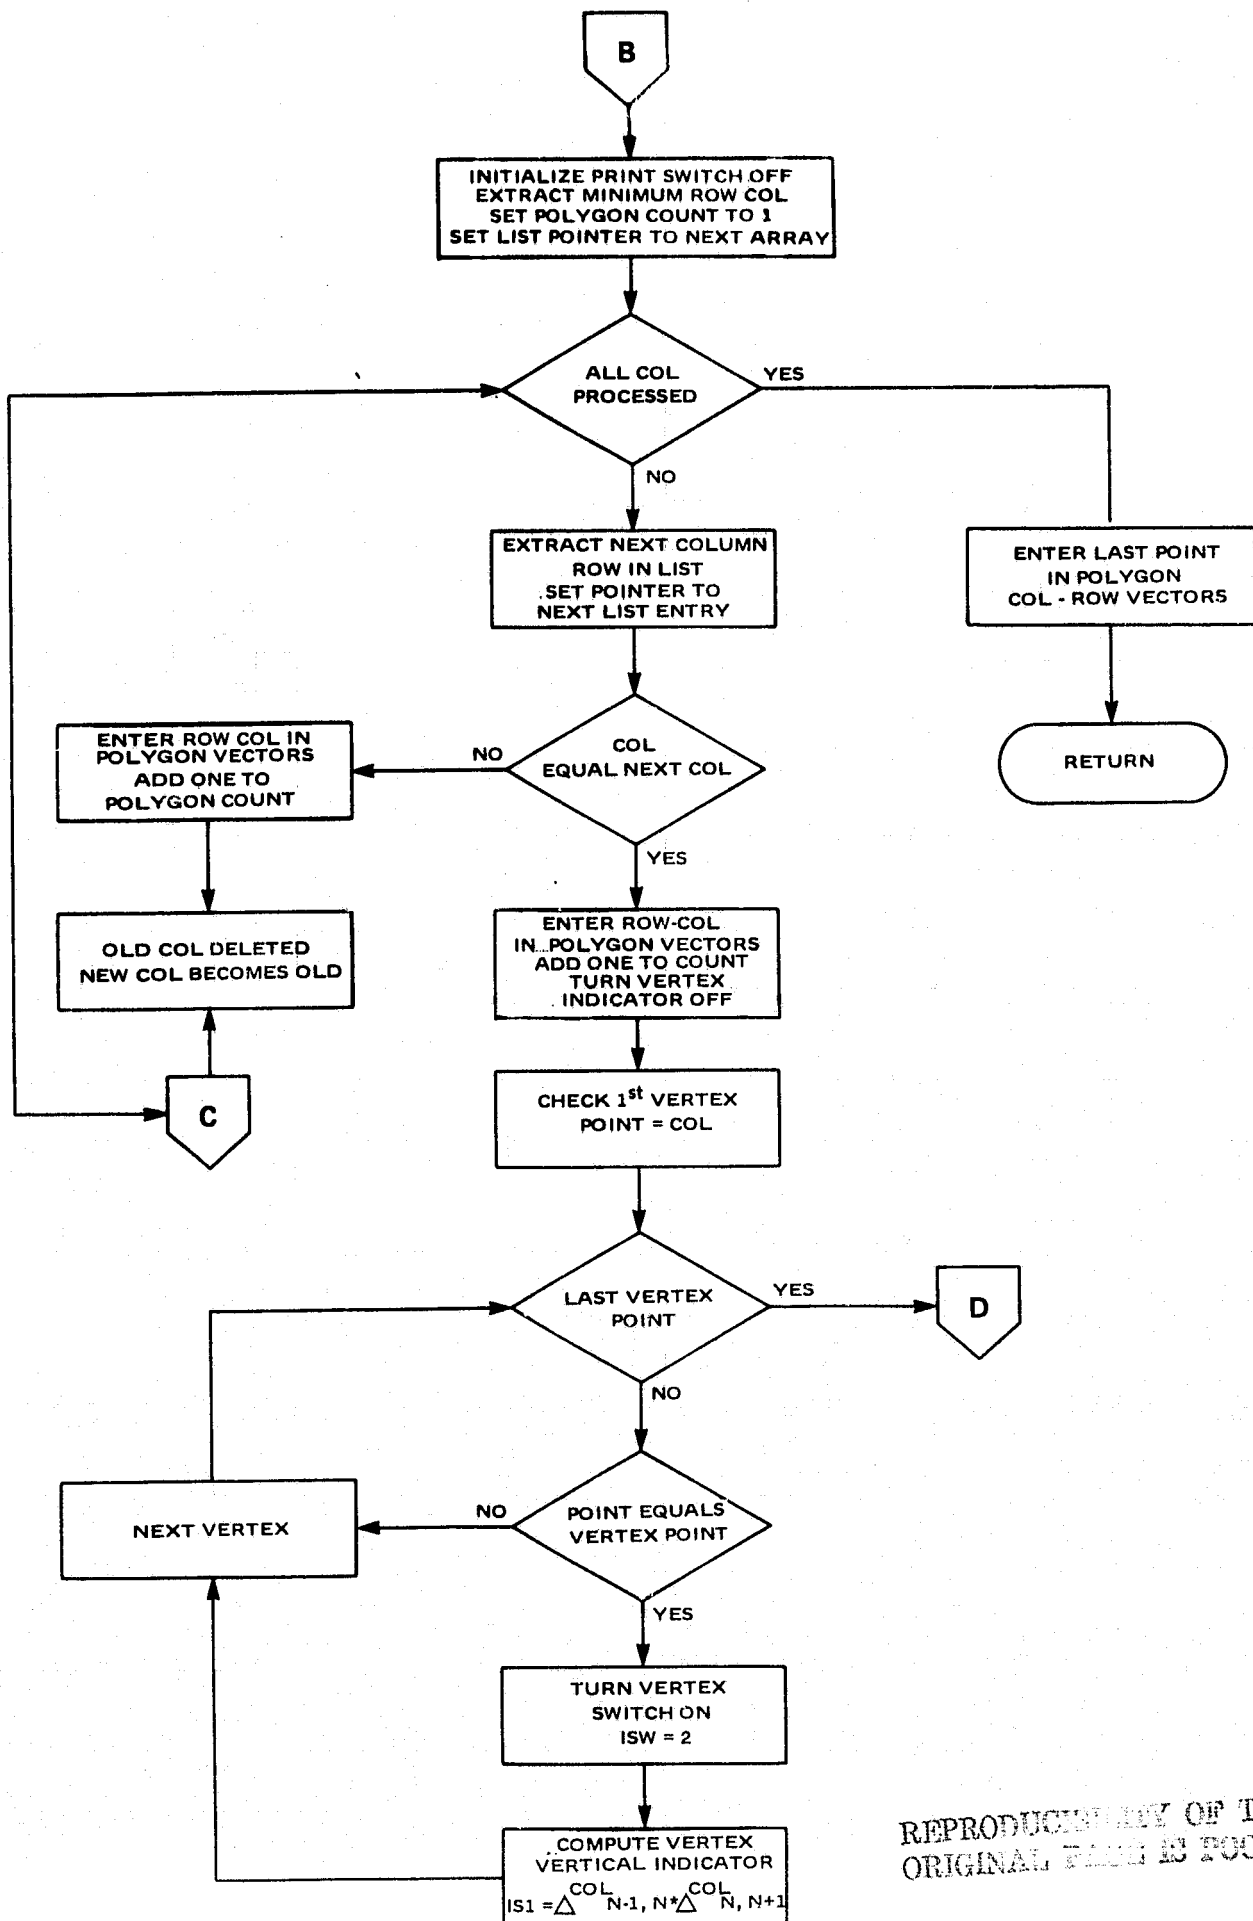 B
INITIALIZE PRINT SWITCH OFF
EXTRACT MINIMUM ROW COL
SET POLYGON COUNT TO 1
SET LIST POINTER TO NEXT ARRAY
ALL COL
PROCESSED
YES
NO
EXTRACT NEXT COLUMN
ROW IN LIST
SET POINTER TO
NEXT LIST ENTRY
ENTER LAST POINT
IN POLYGON
COL - ROW VECTORS
RETURN
COL
EQUAL NEXT COL
NO
YES
ENTER ROW COL IN
POLYGON VECTORS
ADD ONE TO
POLYGON COUNT
OLD COL DELETED
NEW COL BECOMES OLD
C
ENTER ROW-COL
IN POLYGON VECTORS
ADD ONE TO COUNT
TURN VERTEX
INDICATOR OFF
CHECK 1st VERTEX
POINT = COL
LAST VERTEX
POINT
YES
D
NO
POINT EQUALS
VERTEX POINT
NO
NEXT VERTEX
YES
TURN VERTEX
SWITCH ON
ISW = 2
COMPUTE VERTEX
VERTICAL INDICATOR
IS1 = △COL N-1, N*△COL N, N+1
OF T
ORIGINAL IS POO